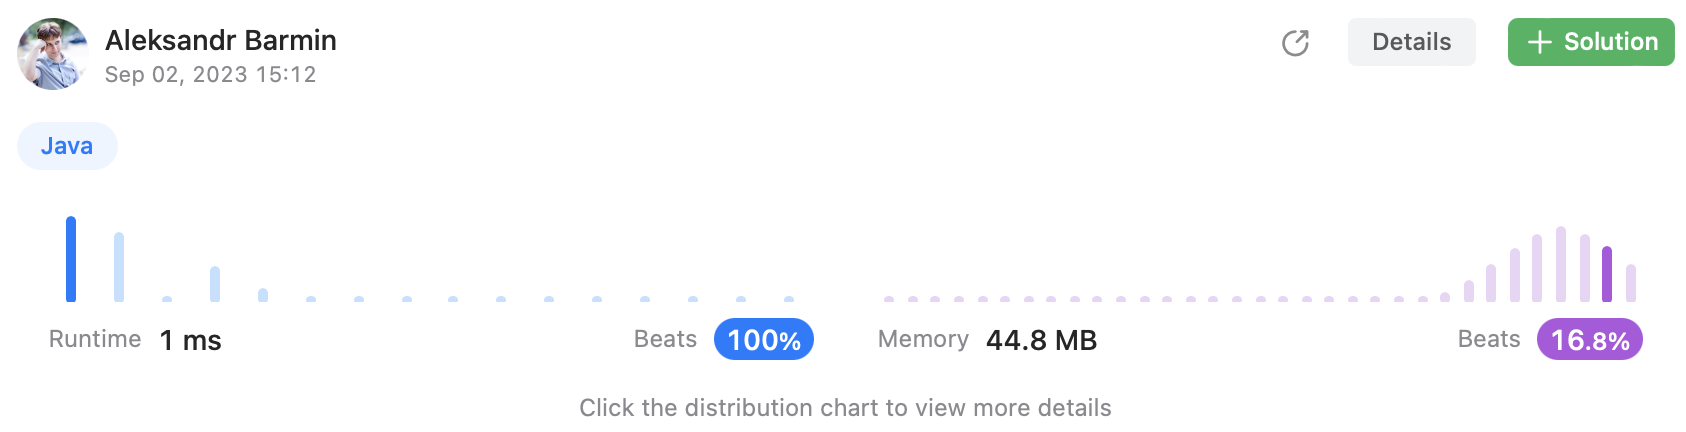 Aleksandr Barmin
Sep 02, 2023 15:12
Details
+ Solution
Java
Runtime 1 ms Beats 100%
Memory 44.8 MB Beats 16.8%
Click the distribution chart to view more details